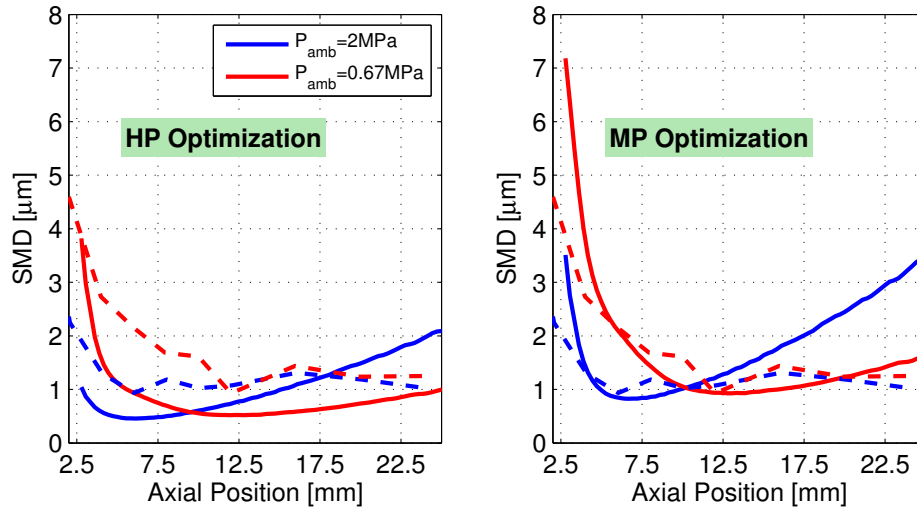 8
7
6
5
4
3
2
1
0
SMD [µm]
2.5 7.5 12.5 17.5 22.5
Axial Position [mm]
P_amb=2MPa
P_amb=0.67MPa
HP Optimization
8
7
6
5
4
3
2
1
0
SMD [µm]
2.5 7.5 12.5 17.5 22.5
Axial Position [mm]
MP Optimization